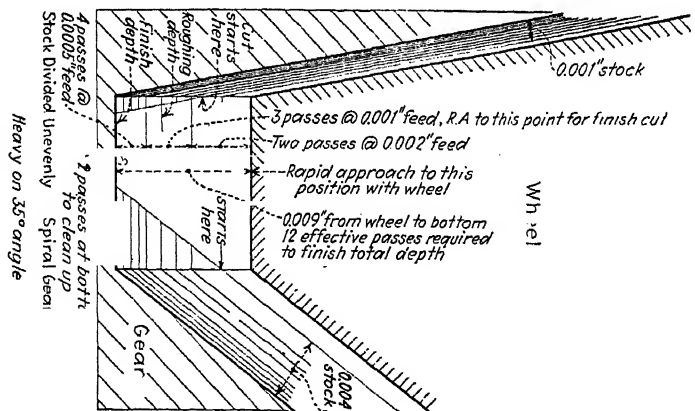 Cut
starts
here
Roughing
depth
Finish
depth
4 passes @
0.0005" feed
0.001" stock
3 passes @ 0.001" feed, R.A to this point for finish cut
Two passes @ 0.002" feed
Rapid approach to this
position with wheel
0.009" from wheel to bottom
12 effective passes required
to finish total depth
Wheel
starts
here
2 passes at both
to clean up
Stock Divided Unevenly Spiral Gear
Heavy on 35° angle
Gear
0.004
stock